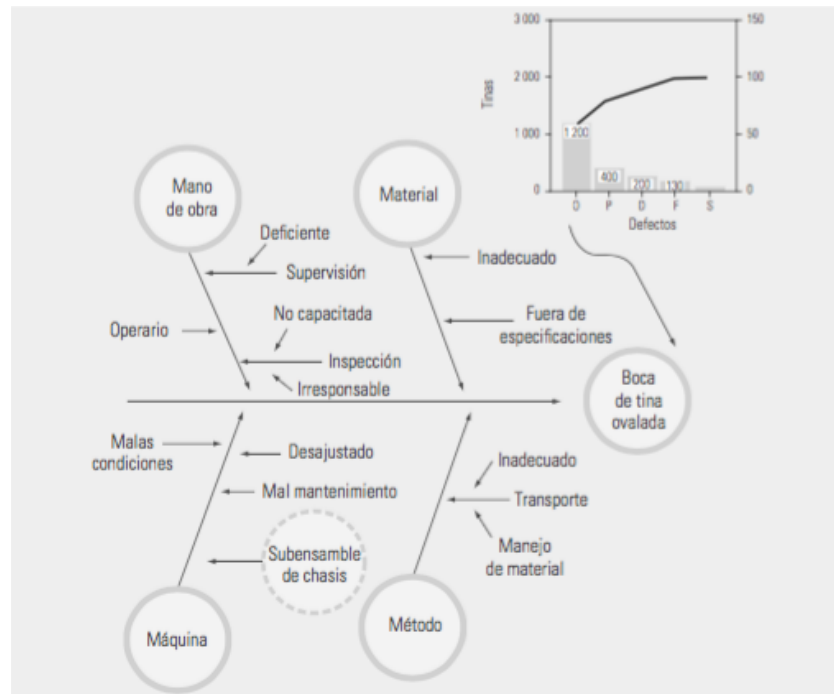 3 000
150
2 000
100
Tinas
1 000
50
1 200
400
200
130
0
0
O
P
D
F
S
Defectos
Mano
de obra
Material
Deficiente
Supervisión
Inadecuado
No capacitada
Operario
Fuera de
especificaciones
Inspección
Irresponsable
Boca
de tina
ovalada
Malas
condiciones
Desajustado
Inadecuado
Mal mantenimiento
Transporte
Subensamble
de chasis
Manejo
de material
Máquina
Método